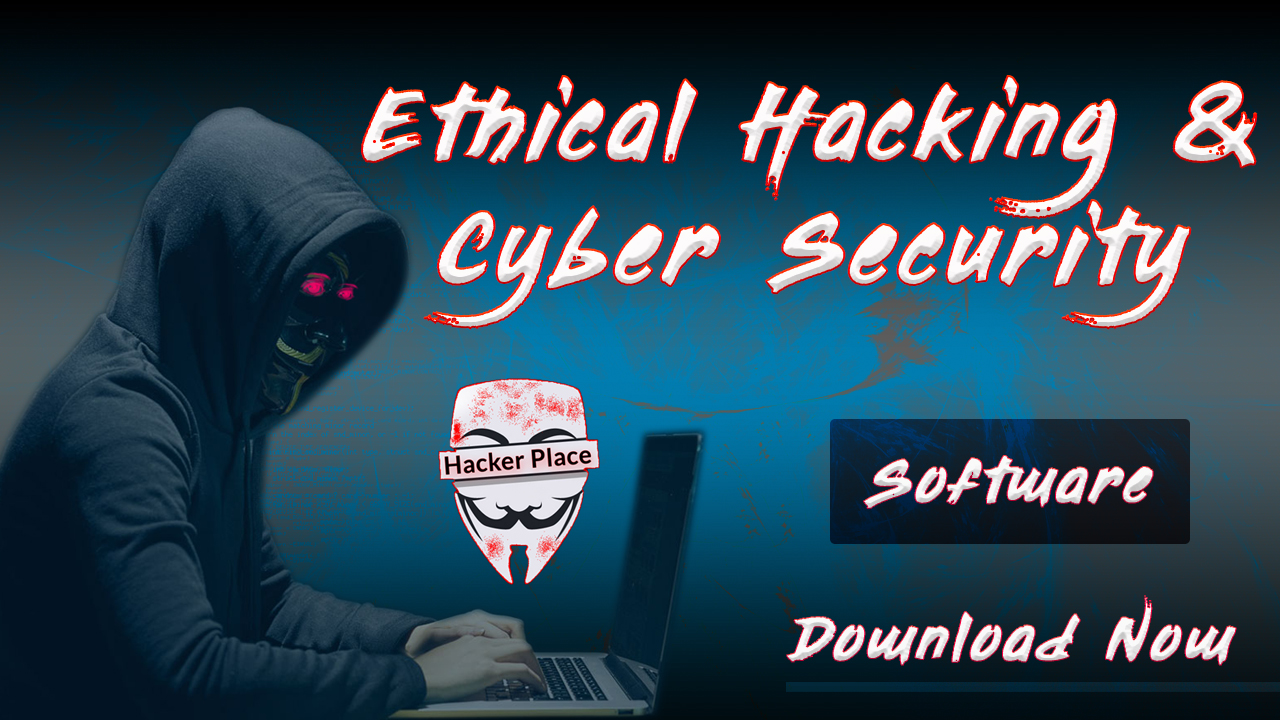 Ethical Hacking &
Cyber Security
Hacker Place
Software
Download Now